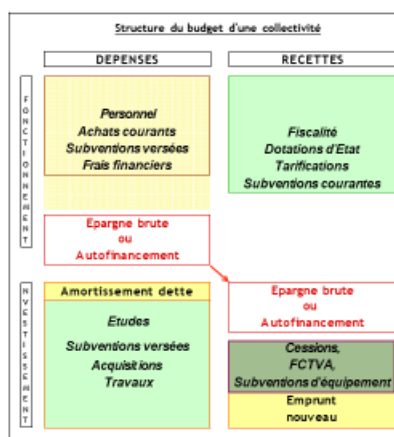 Structure du budget d'une collectivité
DEPENSES
RECETTES
FONCTIONNEMENT
Personnel
Achats courants
Subventions versées
Frais financiers
Fiscalité
Dotations d'Etat
Tarifications
Subventions courantes
Epargne brute
ou
Autofinancement
NVESTISSEMENT
Amortissement dette
Etudes
Subventions versées
Acquisitions
Travaux
Epargne brute
ou
Autofinancement
Cessions,
FCTVA,
Subventions d'équipement
Emprunt
nouveau